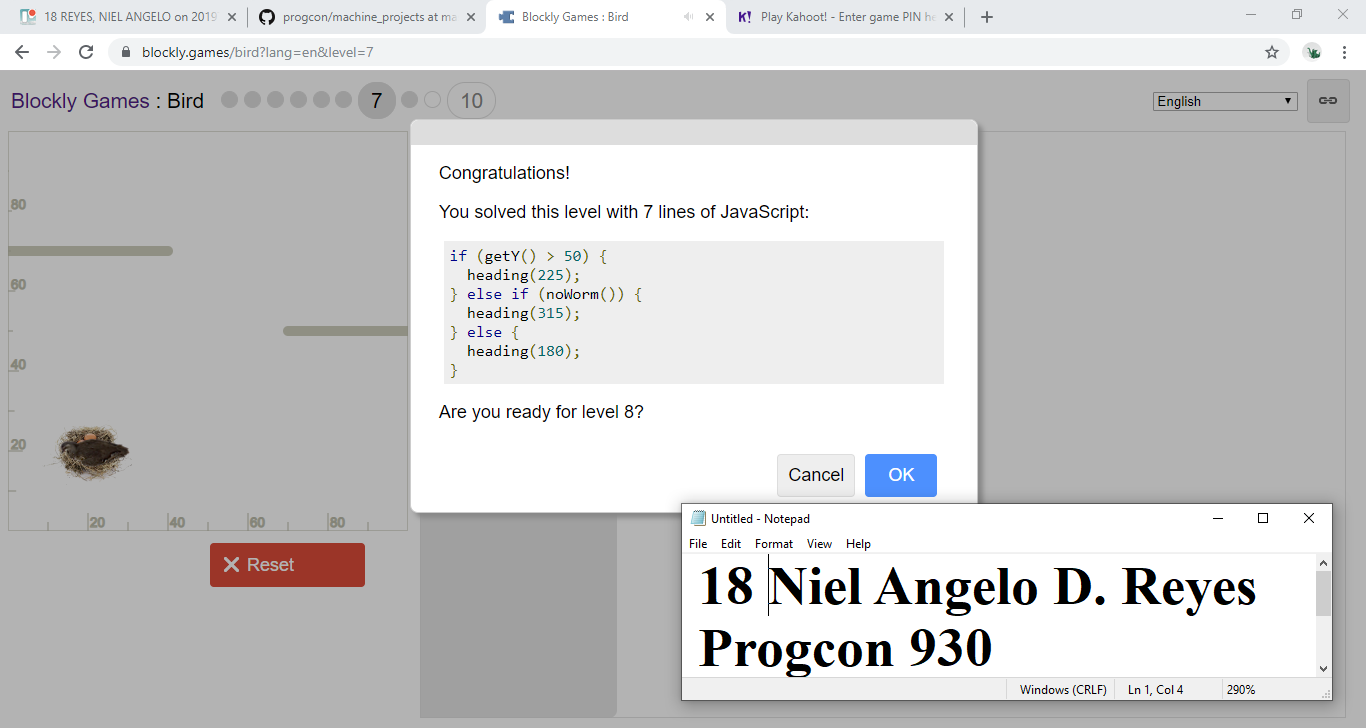 18 REYES, NIEL ANGELO on 2019
progcon/machine_projects at ma
Blockly Games : Bird
K! Play Kahoot! - Enter game PIN he
blockly.games/bird?lang=en&level=7
Blockly Games : Bird 7 10
English
80
60
40
20
20 40 60 80
Reset
Congratulations!
You solved this level with 7 lines of JavaScript:
if (getY() > 50) {
  heading(225);
} else if (noWorm()) {
  heading(315);
} else {
  heading(180);
}
Are you ready for level 8?
Cancel OK
Untitled - Notepad
File Edit Format View Help
18 Niel Angelo D. Reyes
Progcon 930
Windows (CRLF) Ln 1, Col 4 290%